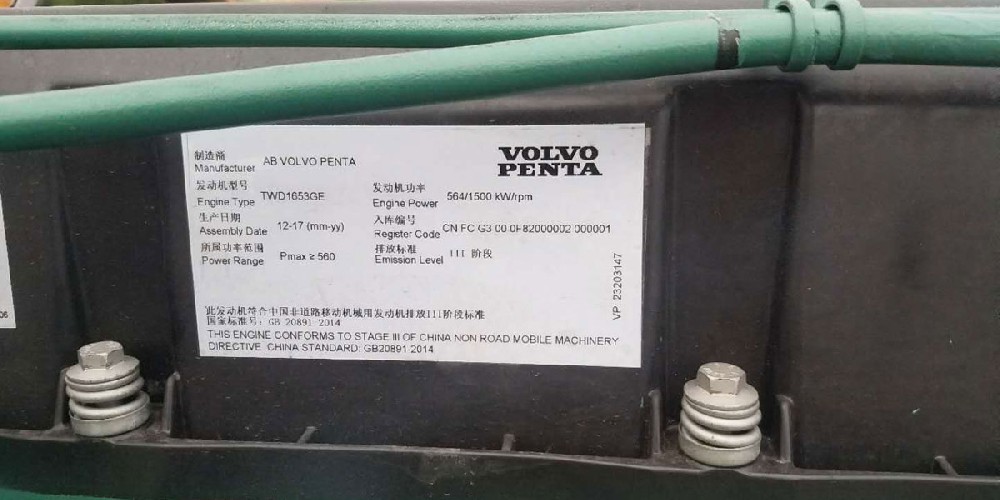 制造商
Manufacturer AB VOLVO PENTA
VOLVO
PENTA
发动机型号
Engine Type TWD1653GE
发动机功率
Engine Power 564/1500 kW/rpm
生产日期
Assembly Date 12-17 (mm-yy)
入库编号
Register Code CN FC G3 00 0F82000002 000001
所属功率范围
Power Range Pmax ≥ 560
排放标准
Emission Level III 阶段
VP 23203147
此发动机符合中国非道路移动机械用发动机排放III阶段标准
国家标准号: GB 20891-2014
THIS ENGINE CONFORMS TO STAGE III OF CHINA NON ROAD MOBILE MACHINERY
DIRECTIVE, CHINA STANDARD: GB20891-2014
06